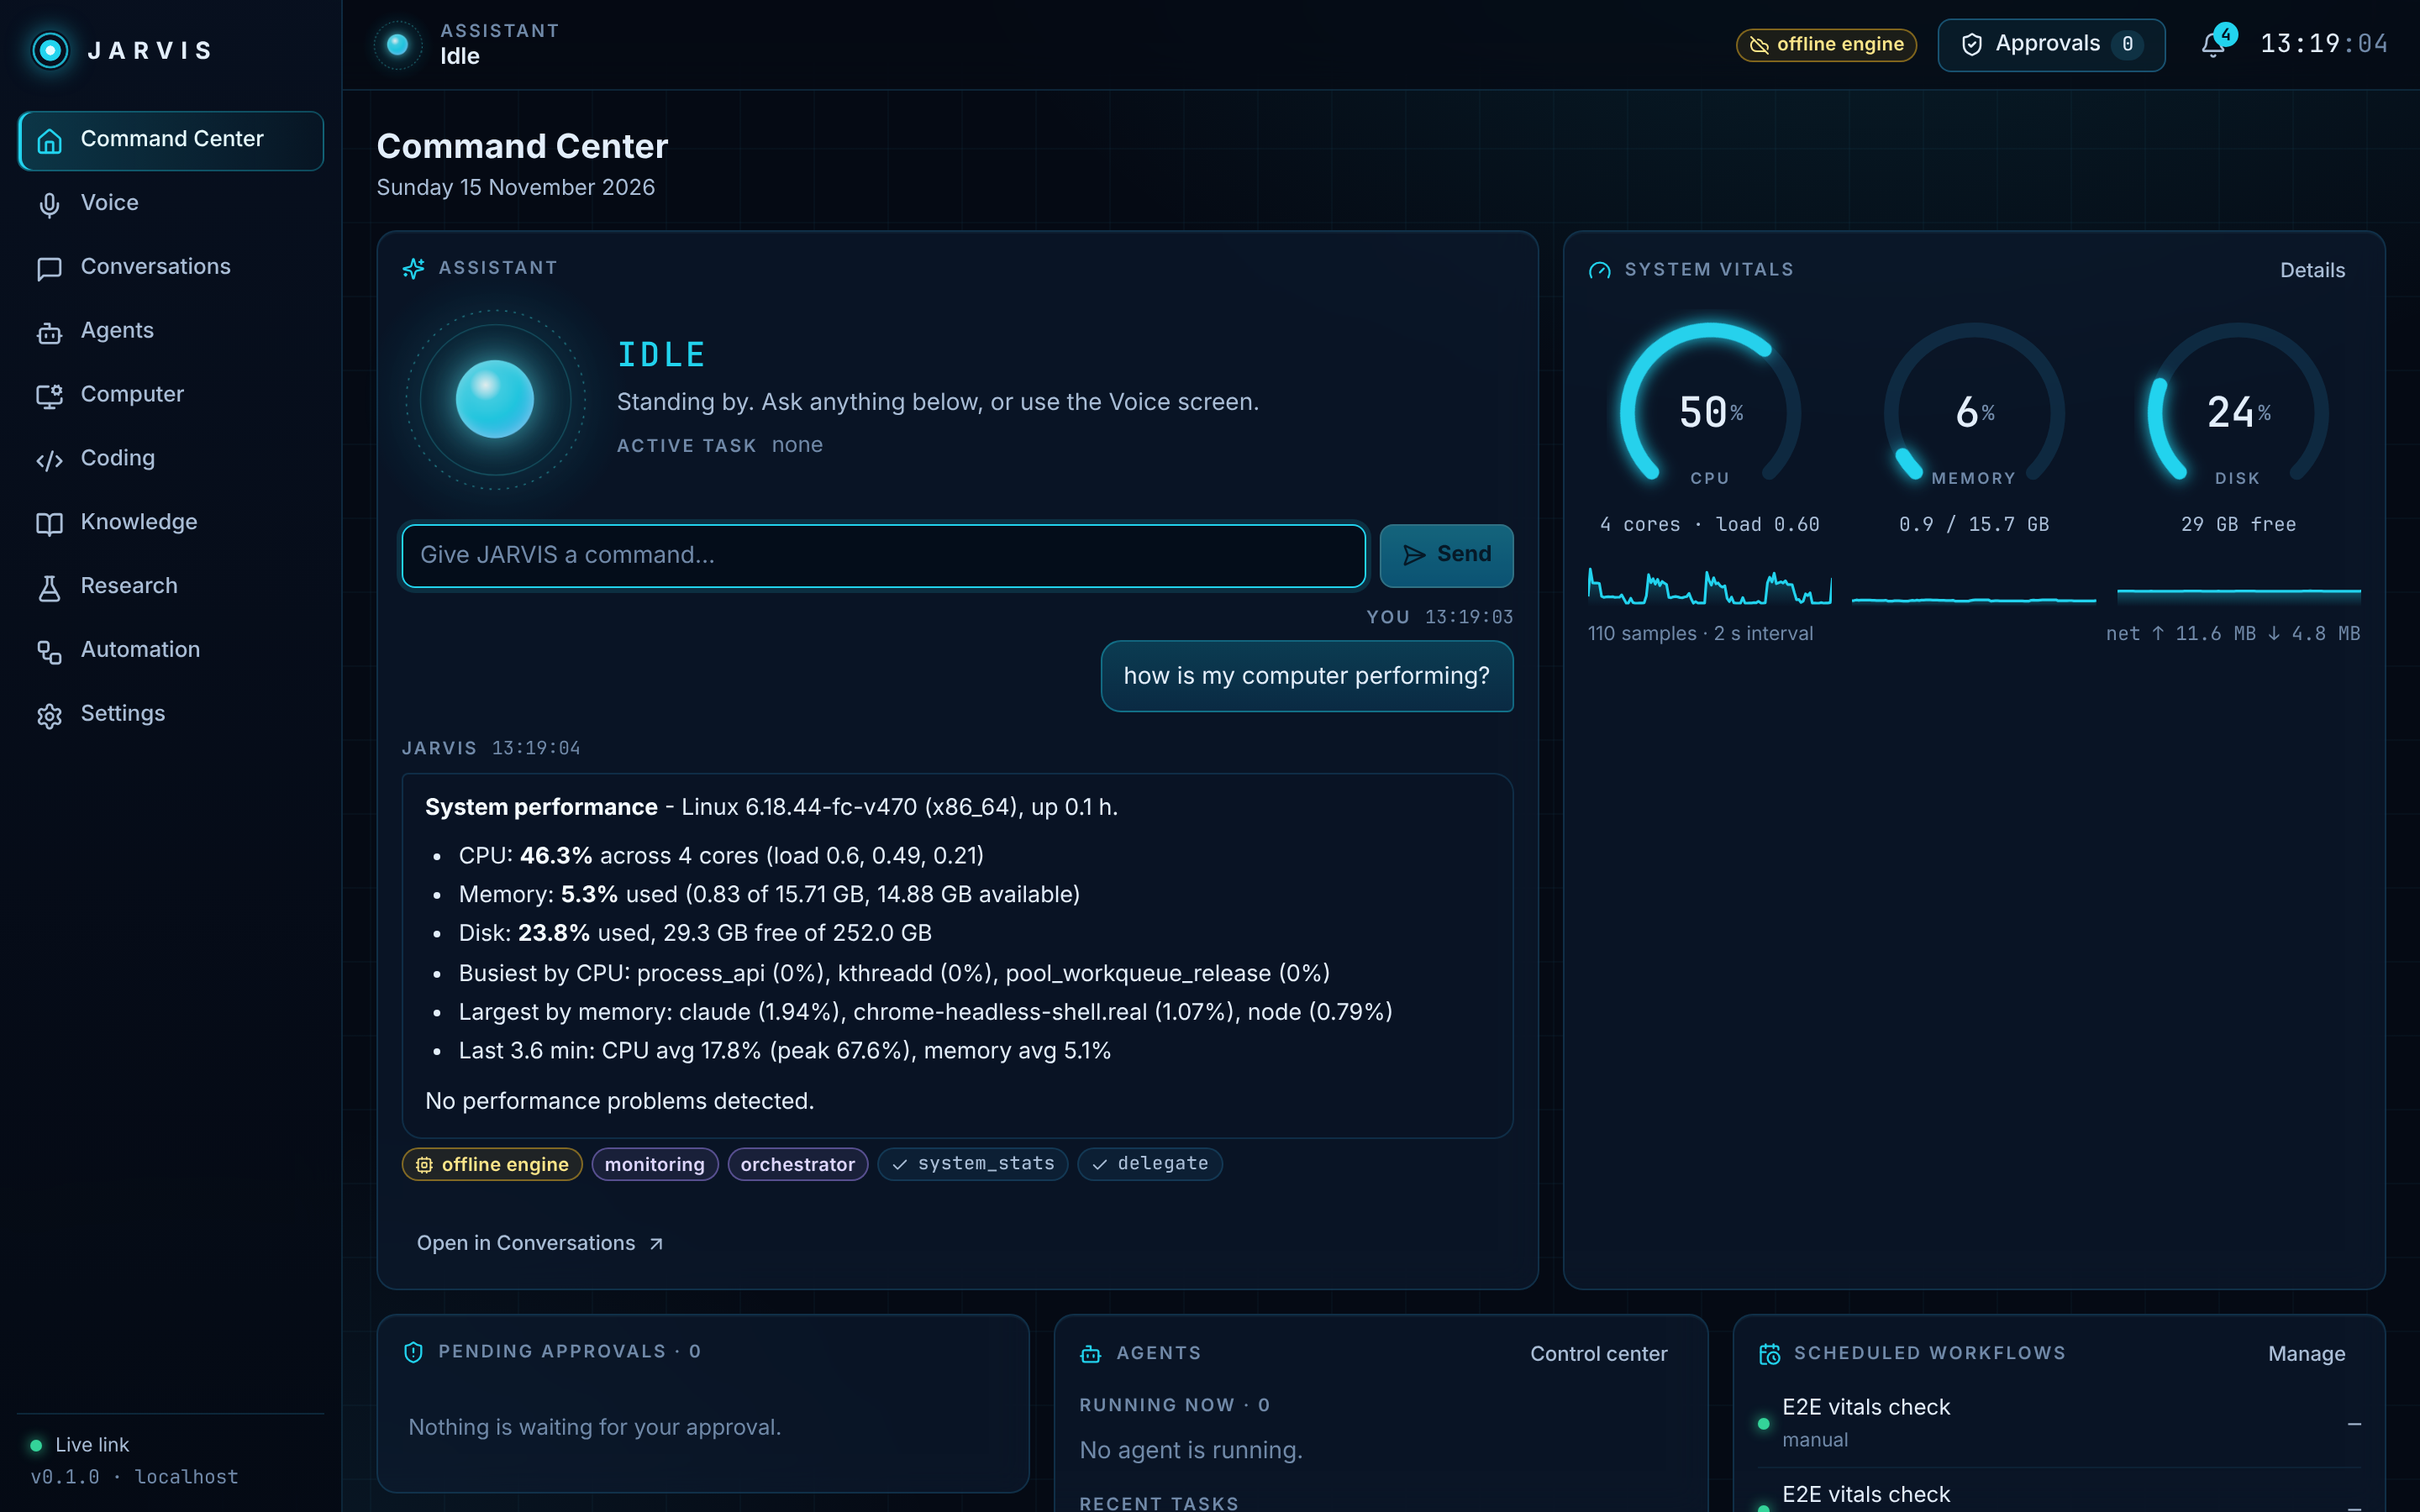 JARVIS
Command Center
Voice
Conversations
Agents
Computer
Coding
Knowledge
Research
Automation
Settings
Live link
v0.1.0 · localhost
ASSISTANT
Idle
offline engine
Approvals 0
4
13:19:04
Command Center
Sunday 15 November 2026
ASSISTANT
IDLE
Standing by. Ask anything below, or use the Voice screen.
ACTIVE TASK none
Give JARVIS a command...
Send
YOU 13:19:03
how is my computer performing?
JARVIS 13:19:04
System performance - Linux 6.18.44-fc-v470 (x86_64), up 0.1 h.
• CPU: 46.3% across 4 cores (load 0.6, 0.49, 0.21)
• Memory: 5.3% used (0.83 of 15.71 GB, 14.88 GB available)
• Disk: 23.8% used, 29.3 GB free of 252.0 GB
• Busiest by CPU: process_api (0%), kthreadd (0%), pool_workqueue_release (0%)
• Largest by memory: claude (1.94%), chrome-headless-shell.real (1.07%), node (0.79%)
• Last 3.6 min: CPU avg 17.8% (peak 67.6%), memory avg 5.1%
No performance problems detected.
offline engine monitoring orchestrator system_stats delegate
Open in Conversations
SYSTEM VITALS
Details
50%
CPU
4 cores · load 0.60
6%
MEMORY
0.9 / 15.7 GB
24%
DISK
29 GB free
110 samples · 2 s interval
net ↑ 11.6 MB ↓ 4.8 MB
PENDING APPROVALS · 0
Nothing is waiting for your approval.
AGENTS
Control center
RUNNING NOW · 0
No agent is running.
RECENT TASKS
SCHEDULED WORKFLOWS
Manage
E2E vitals check
manual
—
E2E vitals check
—